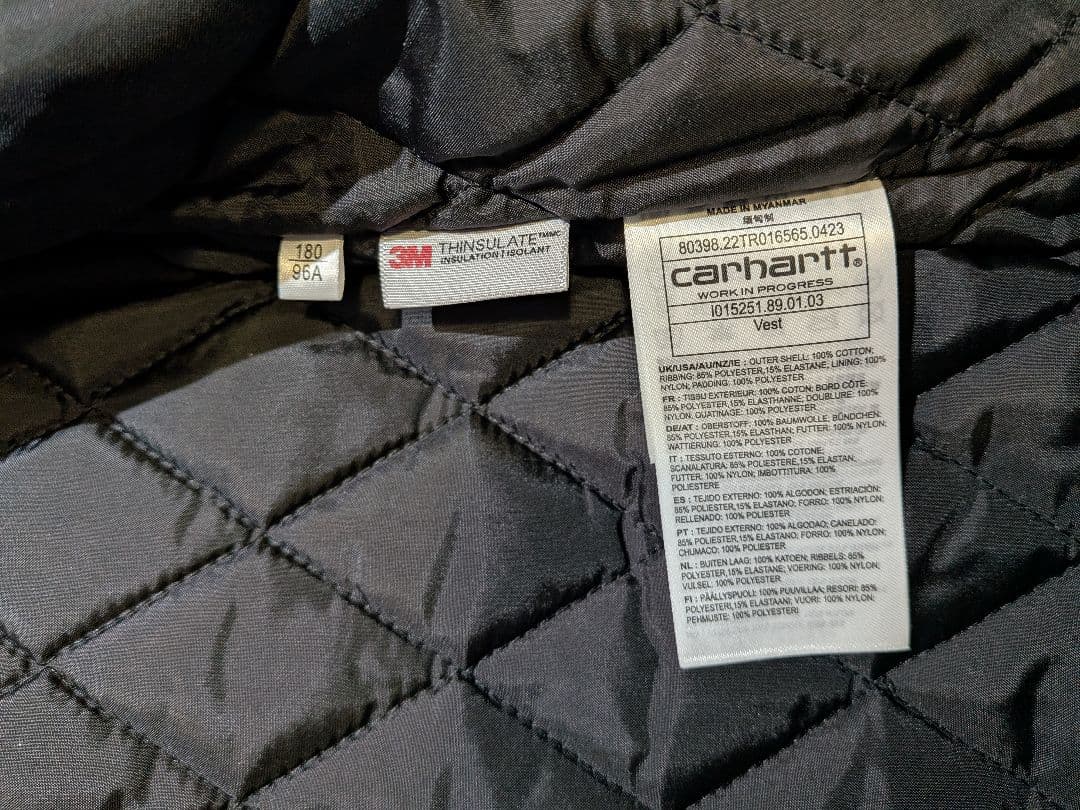 180
96A
3M THINSULATE™MC
INSULATION I ISOLANT
MADE IN MYANMAR
缅甸制
80398.22TR016565.0423
carhartt®
WORK IN PROGRESS
I015251.89.01.03
Vest
UK/USA/AU/NZ/IE : OUTER SHELL: 100% COTTON;
RIBBING: 85% POLYESTER,15% ELASTANE, LINING: 100%
NYLON; PADDING: 100% POLYESTER
FR : TISSU EXTERIEUR: 100% COTON; BORD CÔTE:
85% POLYESTER,15% ELASTHANNE; DOUBLURE: 100%
NYLON; OUATINAGE: 100% POLYESTER
DE/AT : OBERSTOFF: 100% BAUMWOLLE; BÜNDCHEN:
85% POLYESTER,15% ELASTHAN; FUTTER: 100% NYLON;
WATTIERUNG: 100% POLYESTER
IT : TESSUTO ESTERNO: 100% COTONE;
SCANALATURA: 85% POLIESTERE,15% ELASTAN;
FUTTER: 100% NYLON; IMBOTTITURA: 100%
POLIESTERE
ES : TEJIDO EXTERNO: 100% ALGODON; ESTRIACIÓN:
85% POLYESTER,15% ELASTANO; FORRO: 100% NYLON;
RELLENADO: 100% POLIESTER
PT : TEJIDO EXTERNO: 100% ALGODAO; CANELADO:
85% POLYESTER,15% ELASTANO; FORRO: 100% NYLON;
CHUMACO: 100% POLIESTER
NL : BUITEN LAAG: 100% KATOEN; RIBBELS: 85%
POLYESTER,15% ELASTANE; VOERING: 100% NYLON;
VULSEL: 100% POLYESTER
FI : PÄÄLLYSPUOLI: 100% PUUVILLAA; RESORI: 85%
POLYESTERI,15% ELASTAANI; VUORI: 100% NYLON;
PEHMUSTE: 100% POLYESTERI